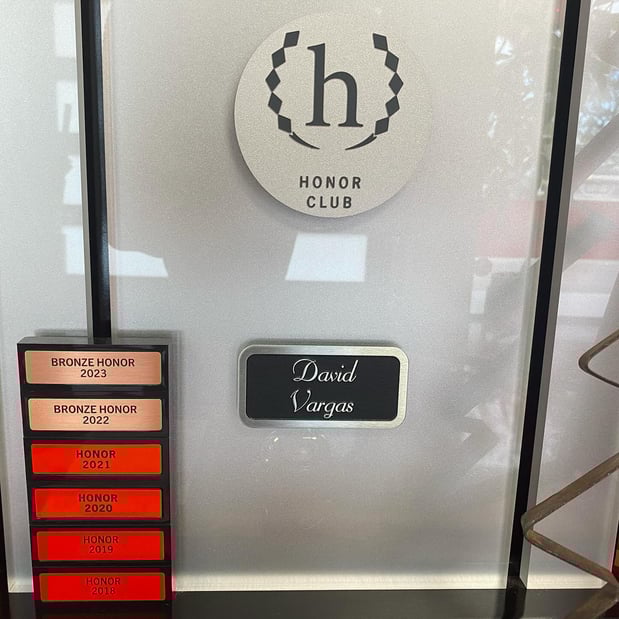 h
HONOR
CLUB
David
Vargas
BRONZE HONOR
2023
BRONZE HONOR
2022
HONOR
2021
HONOR
2020
HONOR
2019
HONOR
2018